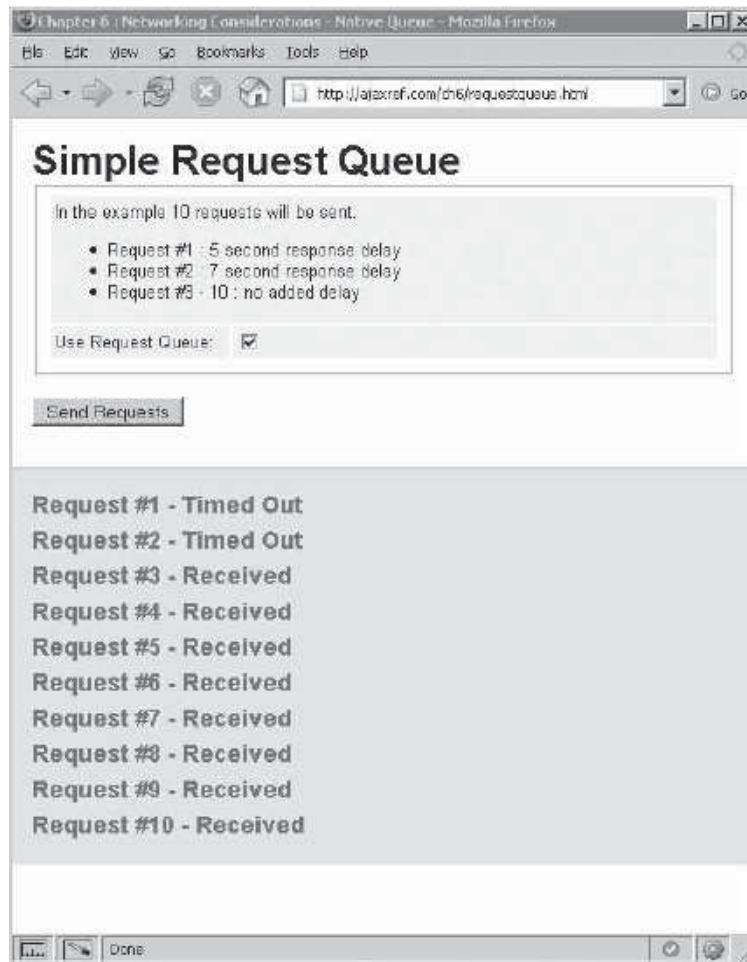 Chapter 6 : Networking Considerations - Native Queue - Mozilla Firefox
File Edit View Go Bookmarks Tools Help
http://ajaxref.com/ch6/requestqueue.html
Go
Simple Request Queue
In the example 10 requests will be sent.
• Request #1 : 5 second response delay
• Request #2 : 7 second response delay
• Request #3 - 10 : no added delay
Use Request Queue:
Send Requests
Request #1 - Timed Out
Request #2 - Timed Out
Request #3 - Received
Request #4 - Received
Request #5 - Received
Request #6 - Received
Request #7 - Received
Request #8 - Received
Request #9 - Received
Request #10 - Received
Done